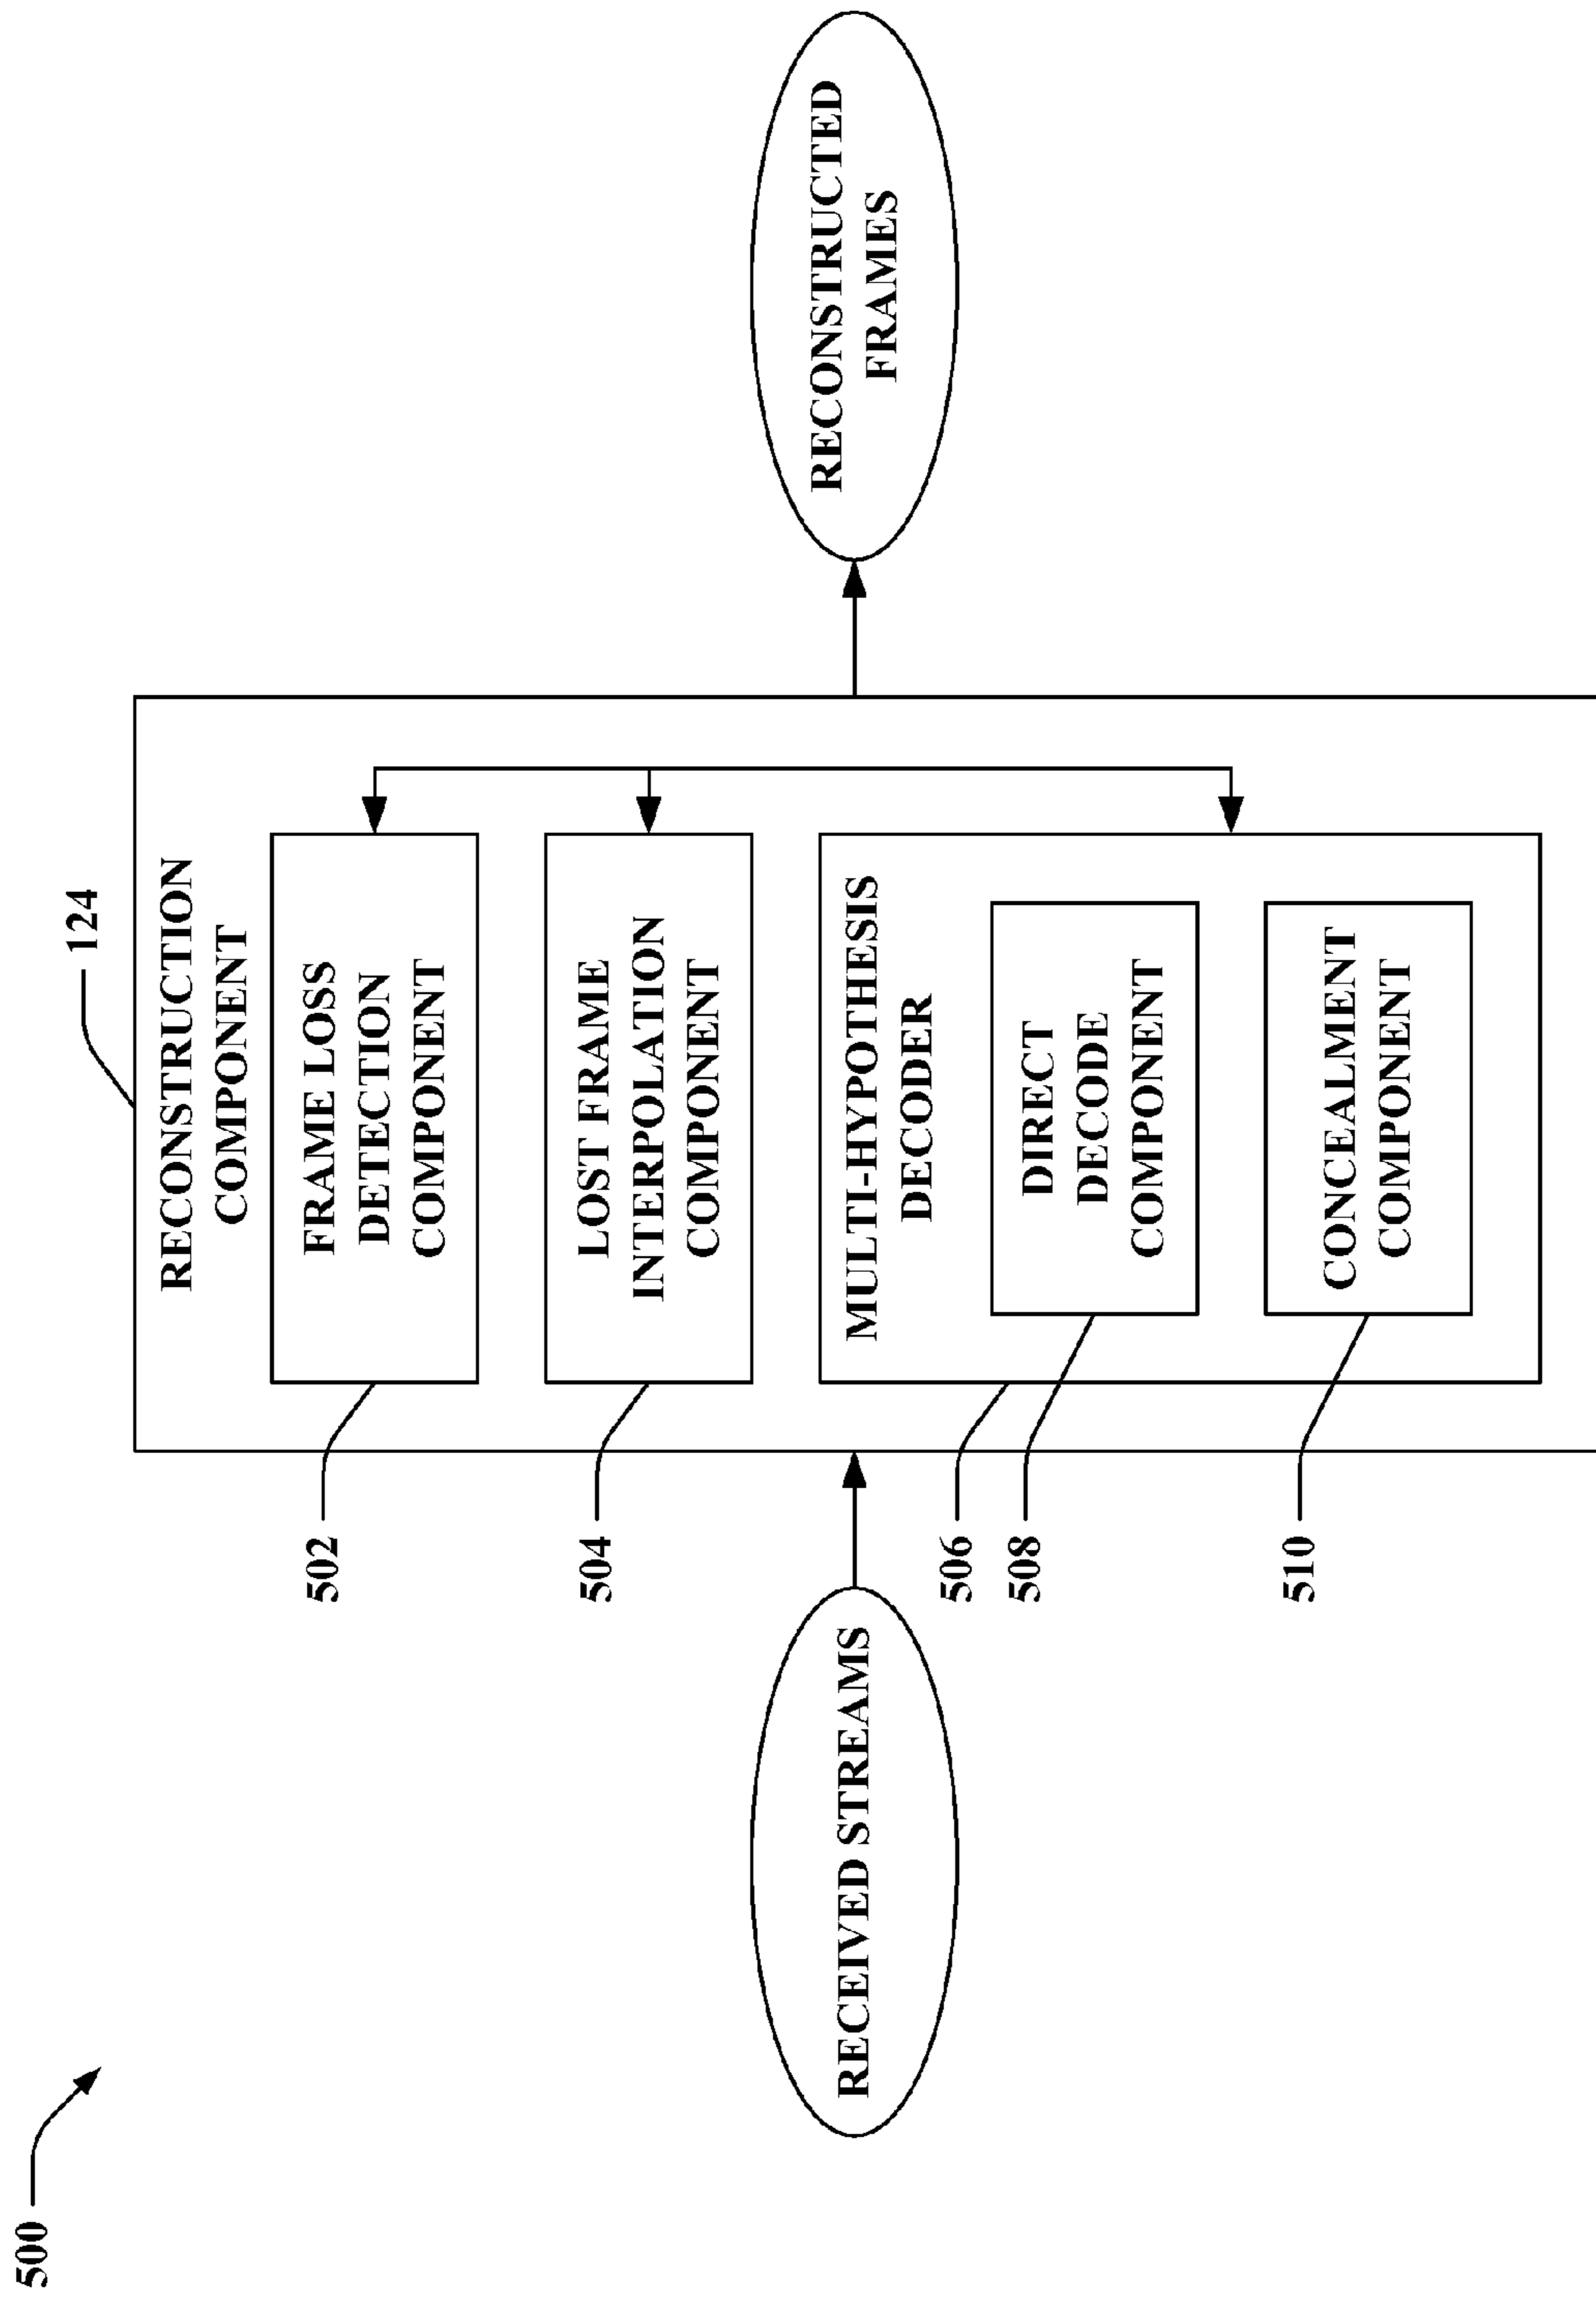 500
124
RECONSTRUCTION
COMPONENT
502
FRAME LOSS
DETECTION
COMPONENT
504
LOST FRAME
INTERPOLATION
COMPONENT
RECEIVED STREAMS
RECONSTRUCTED
FRAMES
506
MULTI-HYPOTHESIS
DECODER
508
DIRECT
DECODE
COMPONENT
510
CONCEALMENT
COMPONENT